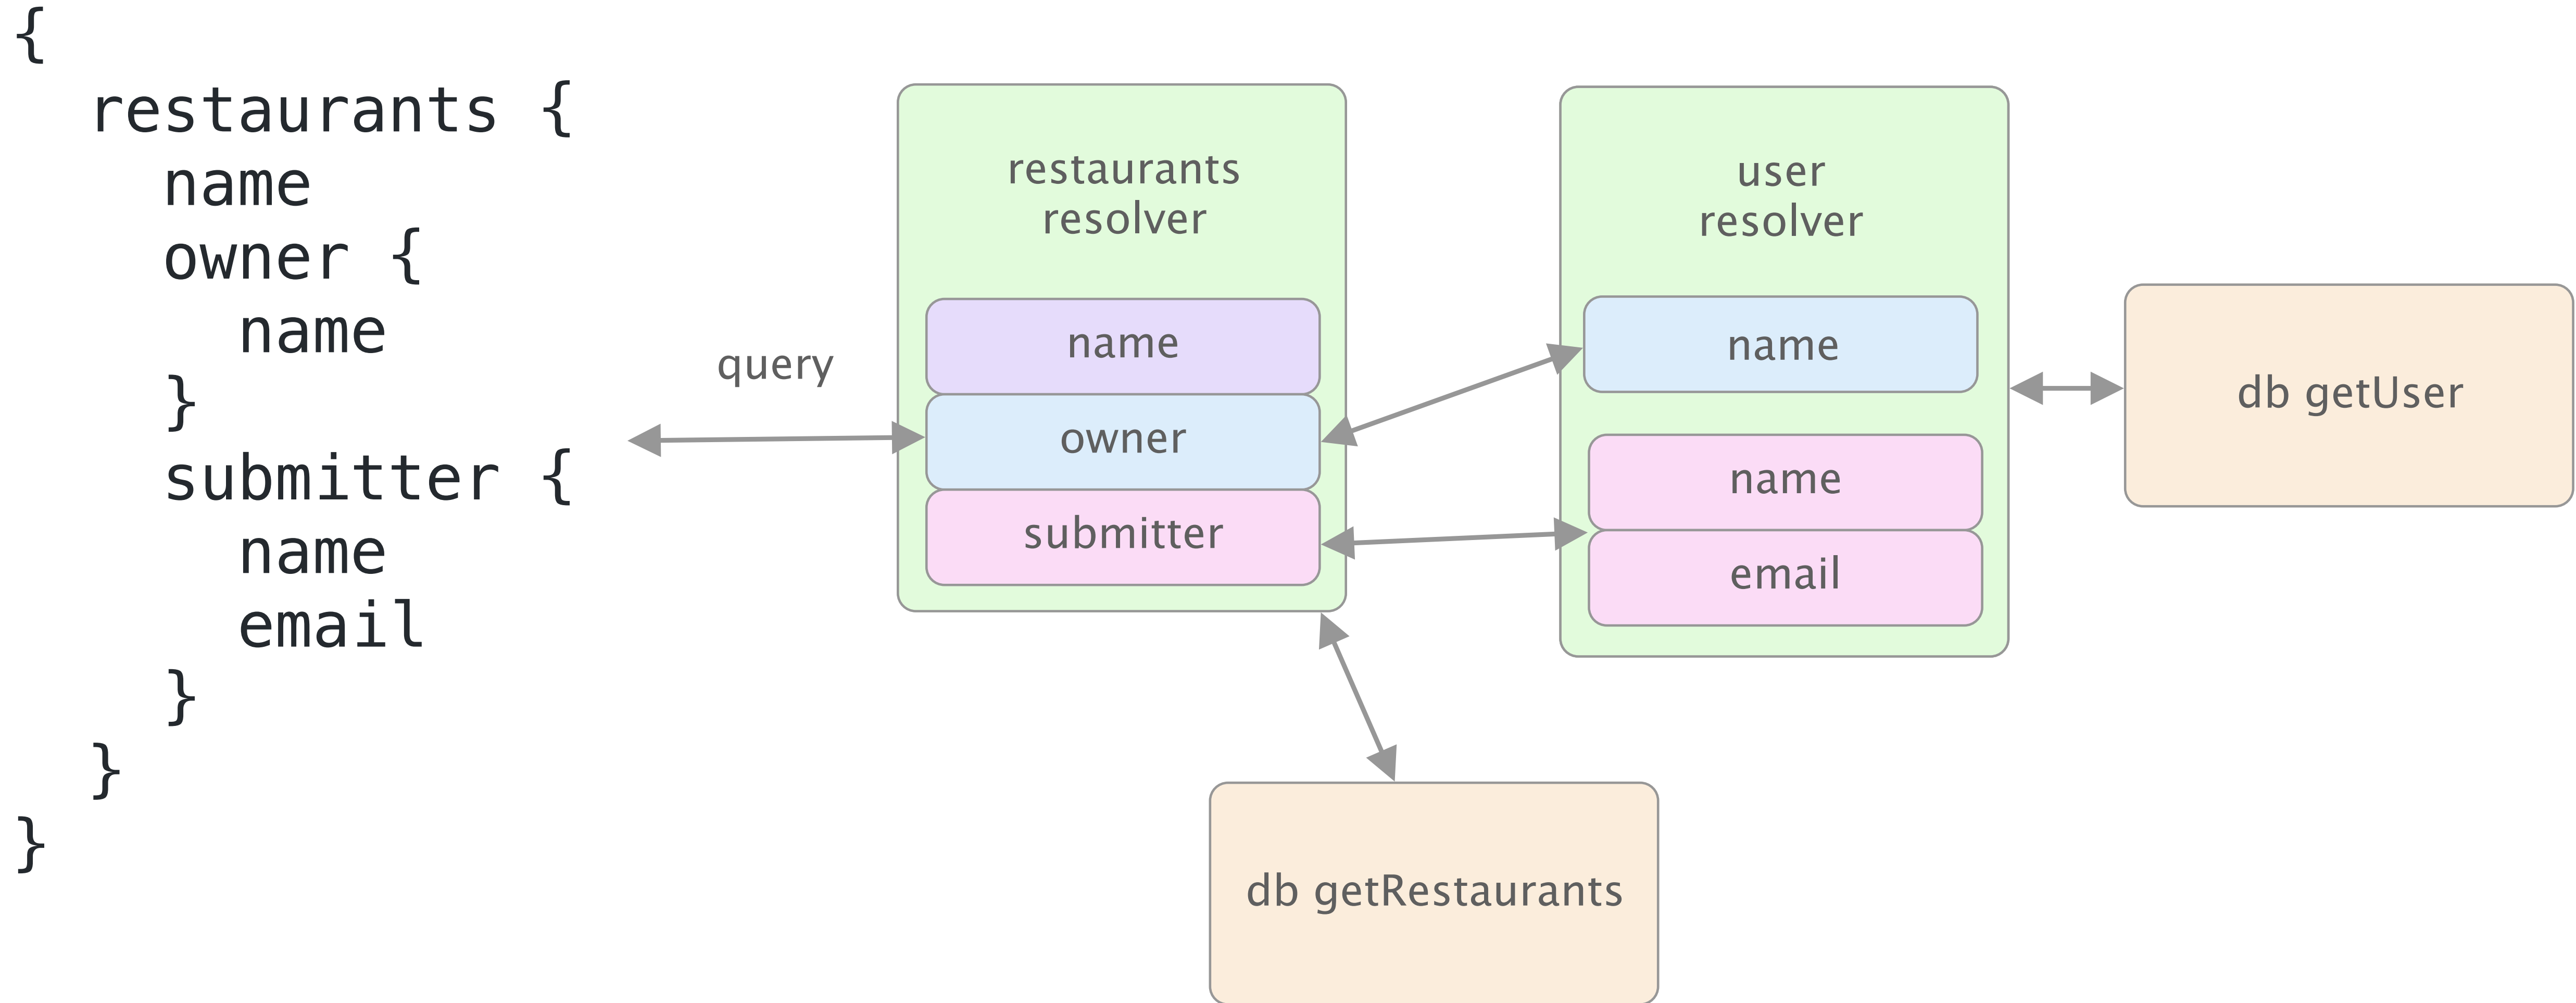 {
  restaurants {
    name
    owner {
      name
    }
    submitter {
      name
      email
    }
  }
}
query
restaurants
resolver
name
owner
submitter
user
resolver
name
name
email
db getUser
db getRestaurants